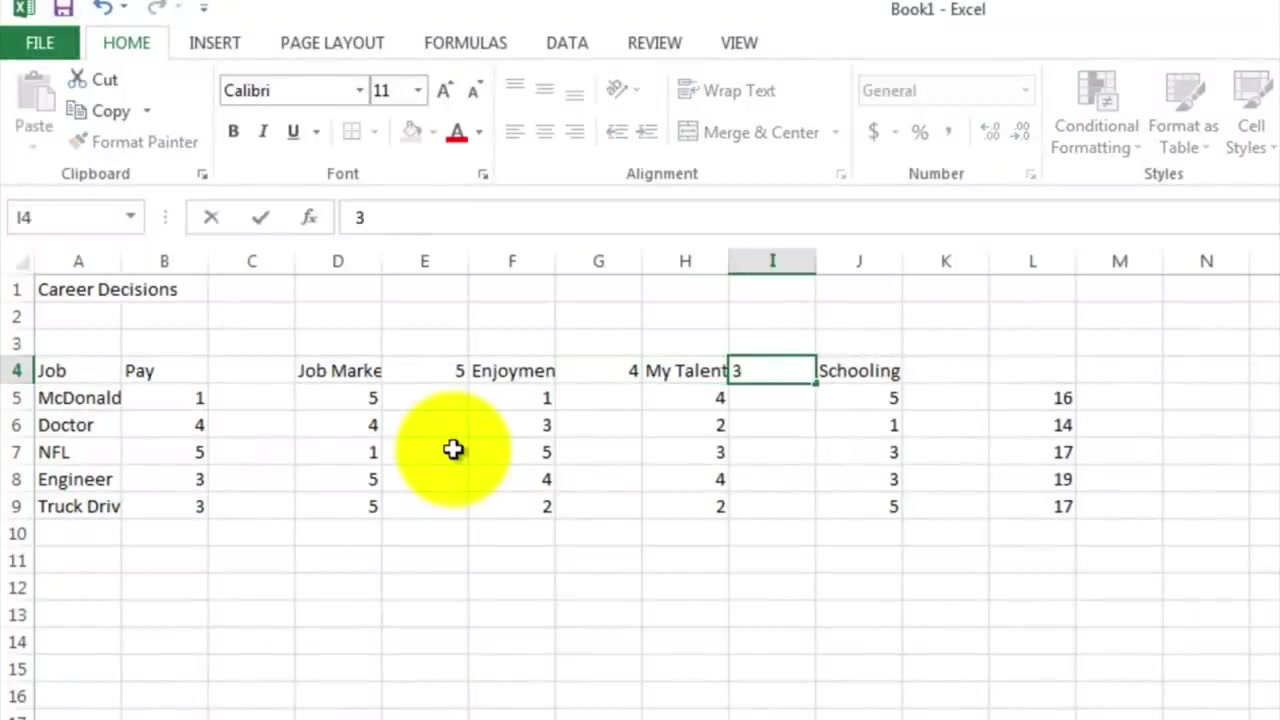 Book1 - Excel
FILE HOME INSERT PAGE LAYOUT FORMULAS DATA REVIEW VIEW
Cut
Copy
Format Painter
Paste
Clipboard
Calibri 11 A A
B I U A
Font
Wrap Text
Merge & Center
Alignment
General
$ % , .0 .00 .00 .0
Number
Conditional Formatting
Format as Table
Cell Styles
Styles
I4 fx 3
A B C D E F G H I J K L M N
1 Career Decisions
2
3
4 Job Pay Job Marke 5 Enjoymen 4 My Talent 3 Schooling
5 McDonald 1 5 1 4 5 16
6 Doctor 4 4 3 2 1 14
7 NFL 5 1 5 3 3 17
8 Engineer 3 5 4 4 3 19
9 Truck Driv 3 5 2 2 5 17
10
11
12
13
14
15
16